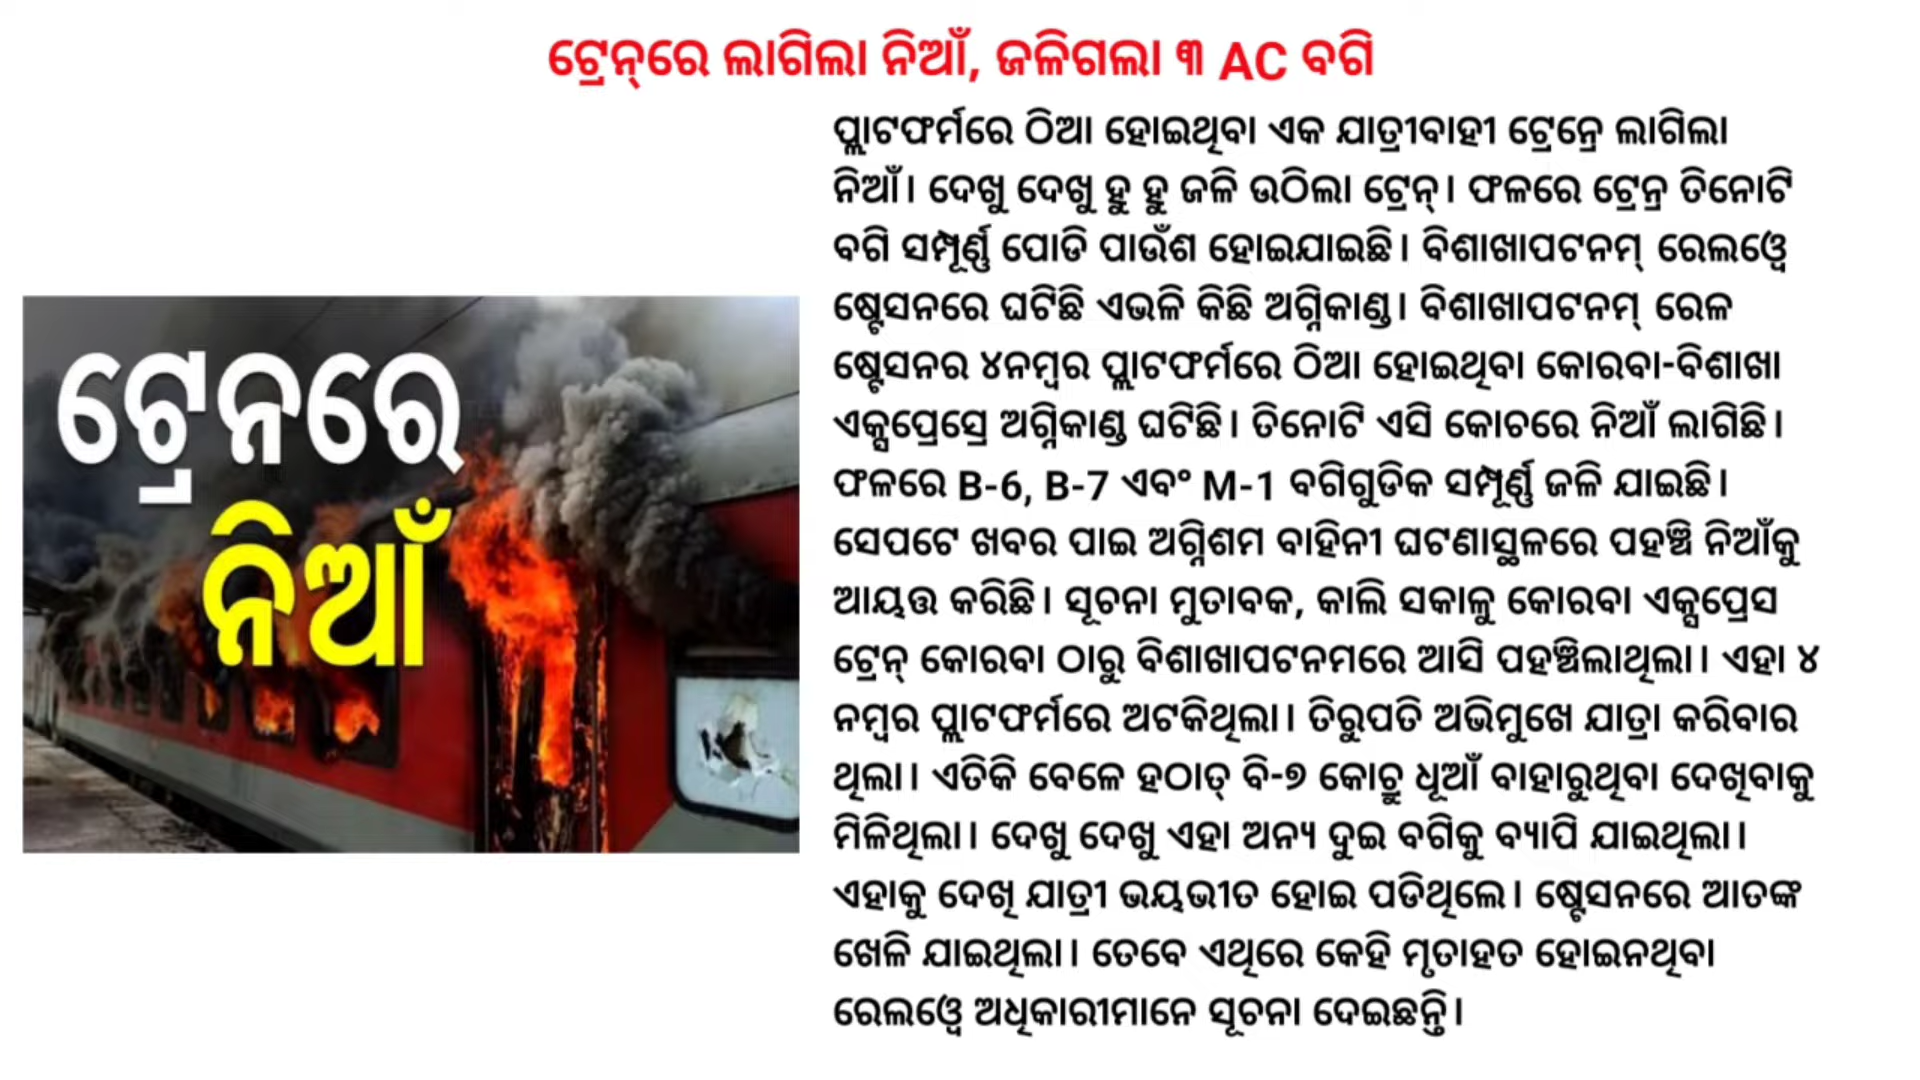 ଟ୍ରେନ୍‌ରେ ଲାଗିଲା ନିଆଁ, ଜଳିଗଲା ୩ AC ବଗି
ଟ୍ରେନରେ
ନିଆଁ
ପ୍ଲାଟଫର୍ମରେ ଠିଆ ହୋଇଥିବା ଏକ ଯାତ୍ରୀବାହୀ ଟ୍ରେନ୍ରେ ଲାଗିଲା
ନିଆଁ। ଦେଖୁ ଦେଖୁ ହୁ ହୁ ଜଳି ଉଠିଲା ଟ୍ରେନ୍। ଫଳରେ ଟ୍ରେନ୍ର ତିନୋଟି
ବଗି ସମ୍ପୂର୍ଣ୍ଣ ପୋଡି ପାଉଁଶ ହୋଇଯାଇଛି। ବିଶାଖାପଟନମ୍ ରେଲୱେ
ଷ୍ଟେସନରେ ଘଟିଛି ଏଭଳି କିଛି ଅଗ୍ନିକାଣ୍ଡ। ବିଶାଖାପଟନମ୍ ରେଳ
ଷ୍ଟେସନର ୪ନମ୍ବର ପ୍ଲାଟଫର୍ମରେ ଠିଆ ହୋଇଥିବା କୋରବା-ବିଶାଖା
ଏକ୍ସପ୍ରେସ୍ରେ ଅଗ୍ନିକାଣ୍ଡ ଘଟିଛି। ତିନୋଟି ଏସି କୋଚରେ ନିଆଁ ଲାଗିଛି।
ଫଳରେ B-6, B-7 ଏବଂ M-1 ବଗିଗୁଡିକ ସମ୍ପୂର୍ଣ୍ଣ ଜଳି ଯାଇଛି।
ସେପଟେ ଖବର ପାଇ ଅଗ୍ନିଶମ ବାହିନୀ ଘଟଣାସ୍ଥଳରେ ପହଞ୍ଚି ନିଆଁକୁ
ଆୟତ୍ତ କରିଛି। ସୂଚନା ମୁତାବକ, କାଲି ସକାଳୁ କୋରବା ଏକ୍ସପ୍ରେସ
ଟ୍ରେନ୍ କୋରବା ଠାରୁ ବିଶାଖାପଟନମରେ ଆସି ପହଞ୍ଚିଲାଥିଲା। ଏହା ୪
ନମ୍ବର ପ୍ଲାଟଫର୍ମରେ ଅଟକିଥିଲା। ତିରୁପତି ଅଭିମୁଖେ ଯାତ୍ରା କରିବାର
ଥିଲା। ଏତିକି ବେଳେ ହଠାତ୍ ବି-୭ କୋଚ୍ରୁ ଧୂଆଁ ବାହାରୁଥିବା ଦେଖିବାକୁ
ମିଳିଥିଲା। ଦେଖୁ ଦେଖୁ ଏହା ଅନ୍ୟ ଦୁଇ ବଗିକୁ ବ୍ୟାପି ଯାଇଥିଲା।
ଏହାକୁ ଦେଖି ଯାତ୍ରୀ ଭୟଭୀତ ହୋଇ ପଡିଥିଲେ। ଷ୍ଟେସନରେ ଆତଙ୍କ
ଖେଳି ଯାଇଥିଲା। ତେବେ ଏଥିରେ କେହି ମୃତାହତ ହୋଇନଥିବା
ରେଲୱେ ଅଧିକାରୀମାନେ ସୂଚନା ଦେଇଛନ୍ତି।